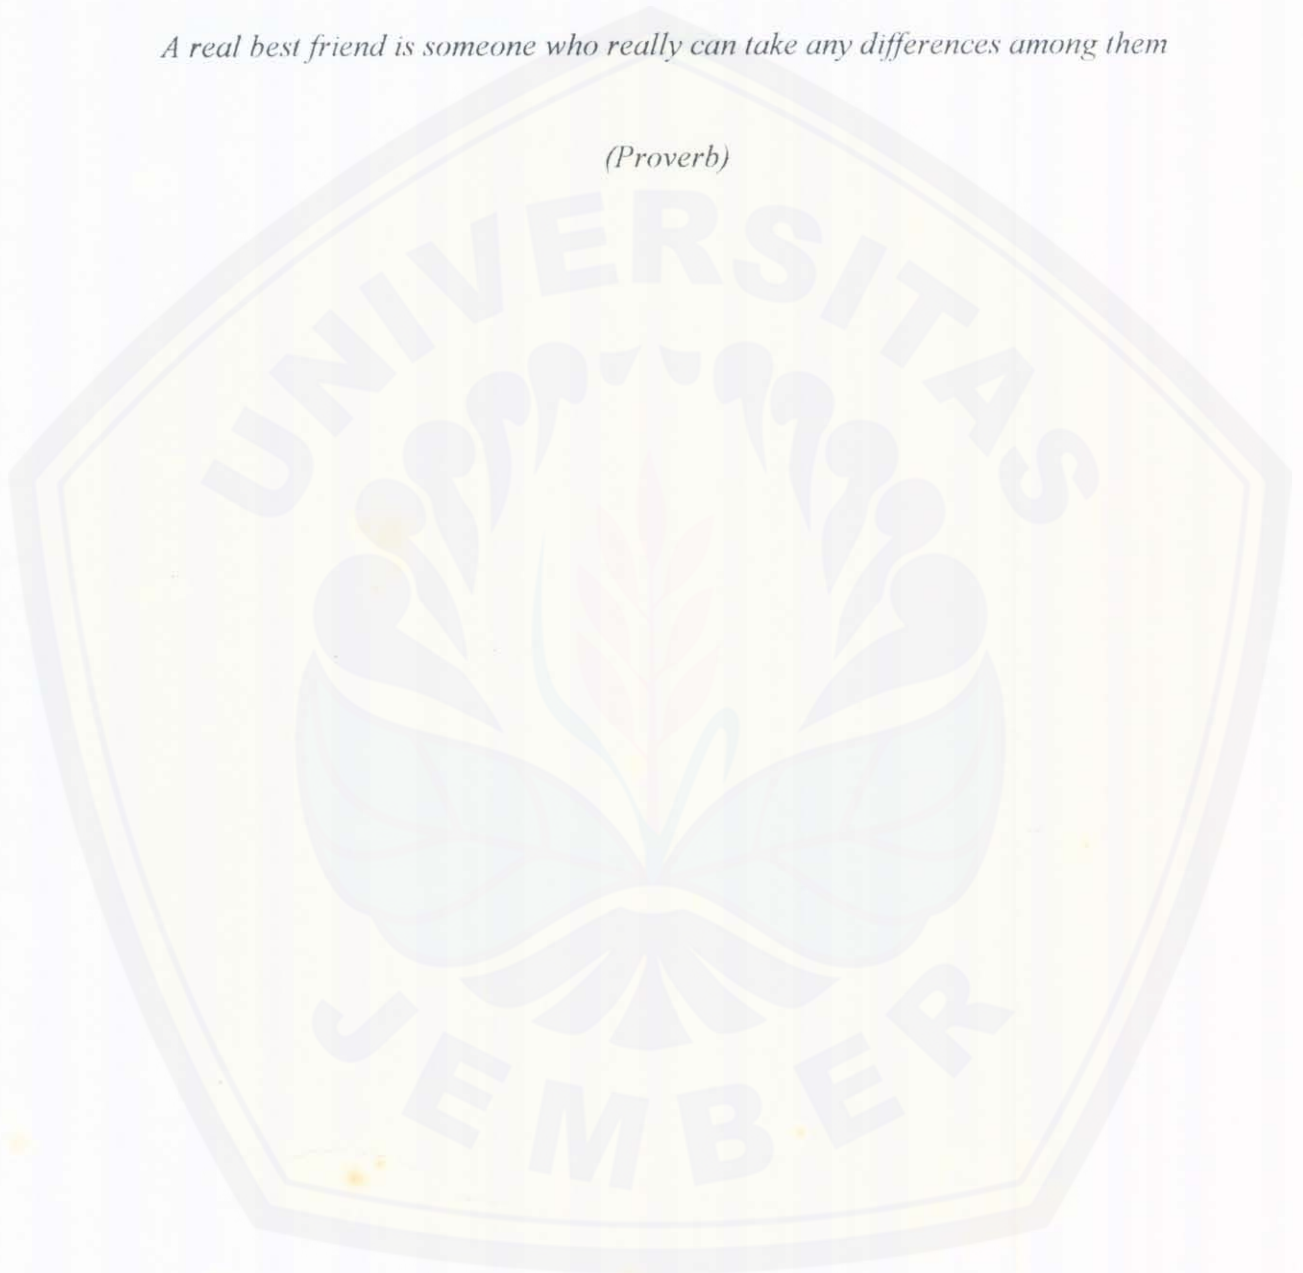 A real best friend is someone who really can take any differences among them
(Proverb)
UNIVERSITAS
JEMBER